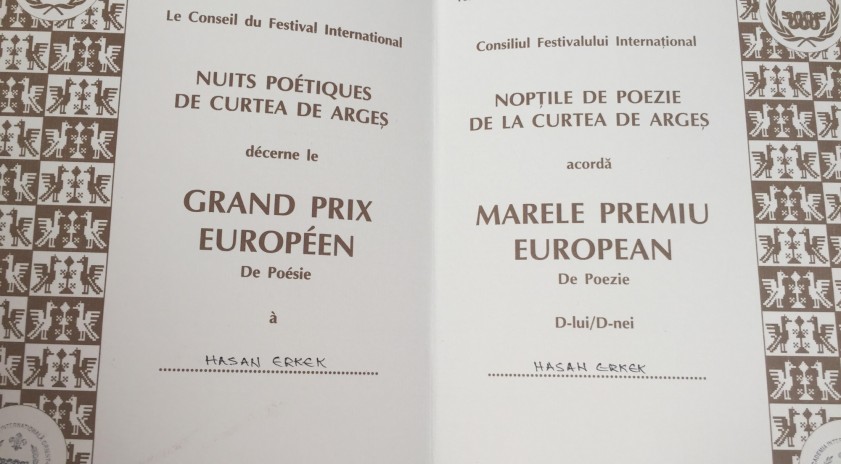 Le Conseil du Festival International
NUITS POÉTIQUES
DE CURTEA DE ARGEŞ
décerne le
GRAND PRIX
EUROPÉEN
De Poésie
à
HASAN ERKEK
Consiliul Festivalului Internaţional
NOPŢILE DE POEZIE
DE LA CURTEA DE ARGEŞ
acordă
MARELE PREMIU
EUROPEAN
De Poezie
D-lui/D-nei
HASAN ERKEK